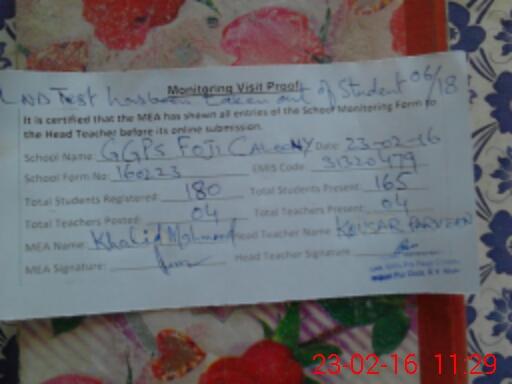 Monitoring Visit Proof
LND Test has been taken out of Student 06/18
It is certified that the MEA has shown all entries of the School Monitoring Form to
the Head Teacher before its online submission.
School Name: GGPS FOJI CALOONY Date: 23-02-16
School Form No: 160223 EMIS Code: 31320479
Total Students Registered: 180 Total Students Present: 165
Total Teachers Posted: 04 Total Teachers Present: 04
MEA Name: Khalid Mahmood Head Teacher Name: KOUSAR PARVEEN
MEA Signature: Head Teacher Signature
23-02-16 11:29